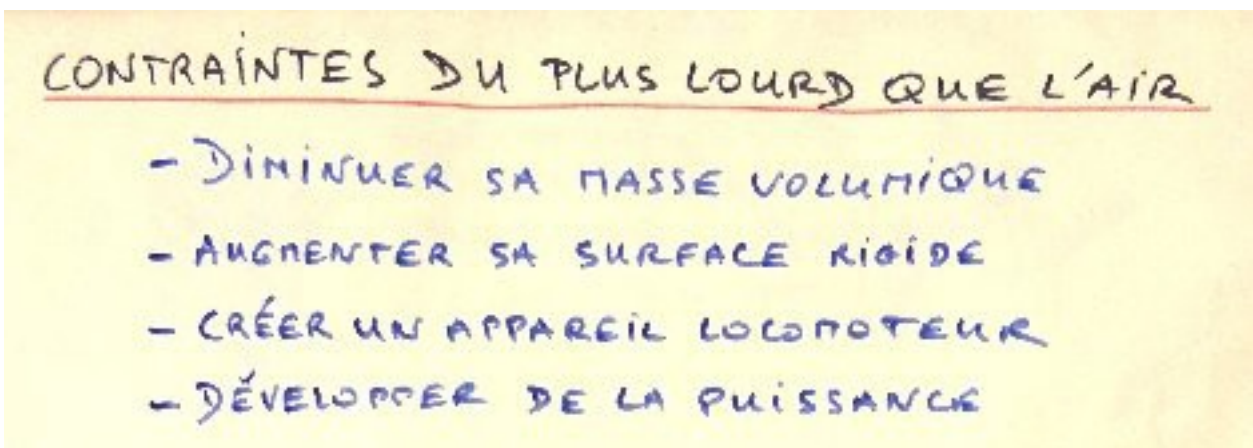 CONTRAINTES DU PLUS LOURD QUE L'AIR
- DIMINUER SA MASSE VOLUMIQUE
- AUGMENTER SA SURFACE RIGIDE
- CRÉER UN APPAREIL LOCOMOTEUR
- DÉVELOPPER DE LA PUISSANCE